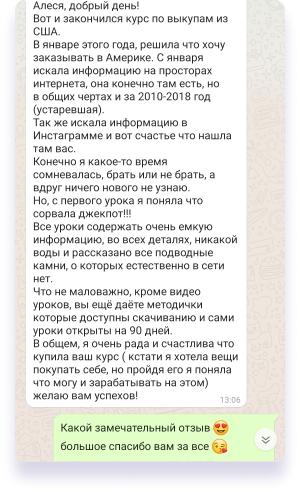 Алеся, добрый день!
Вот и закончился курс по выкупам из
США.
В январе этого года, решила что хочу
заказывать в Америке. С января
искала информацию на просторах
интернета, она конечно там есть, но
в общих чертах и за 2010-2018 год
(устаревшая).
Так же искала информацию в
Инстаграмме и вот счастье что нашла
там вас.
Конечно я какое-то время
сомневалась, брать или не брать, а
вдруг ничего нового не узнаю.
Но, с первого урока я поняла что
сорвала джекпот!!!
Все уроки содержать очень емкую
информацию, во всех деталях, никакой
воды и рассказано все подводные
камни, о которых естественно в сети
нет.
Что не маловажно, кроме видео
уроков, вы ещё даёте методички
которые доступны скачиванию и сами
уроки открыты на 90 дней.
В общем, я очень рада и счастлива что
купила ваш курс ( кстати я хотела вещи
покупать себе, но пройдя его я поняла
что могу и зарабатывать на этом)
желаю вам успехов!
13:06
Какой замечательный отзыв 😍
большое спасибо вам за все 😘